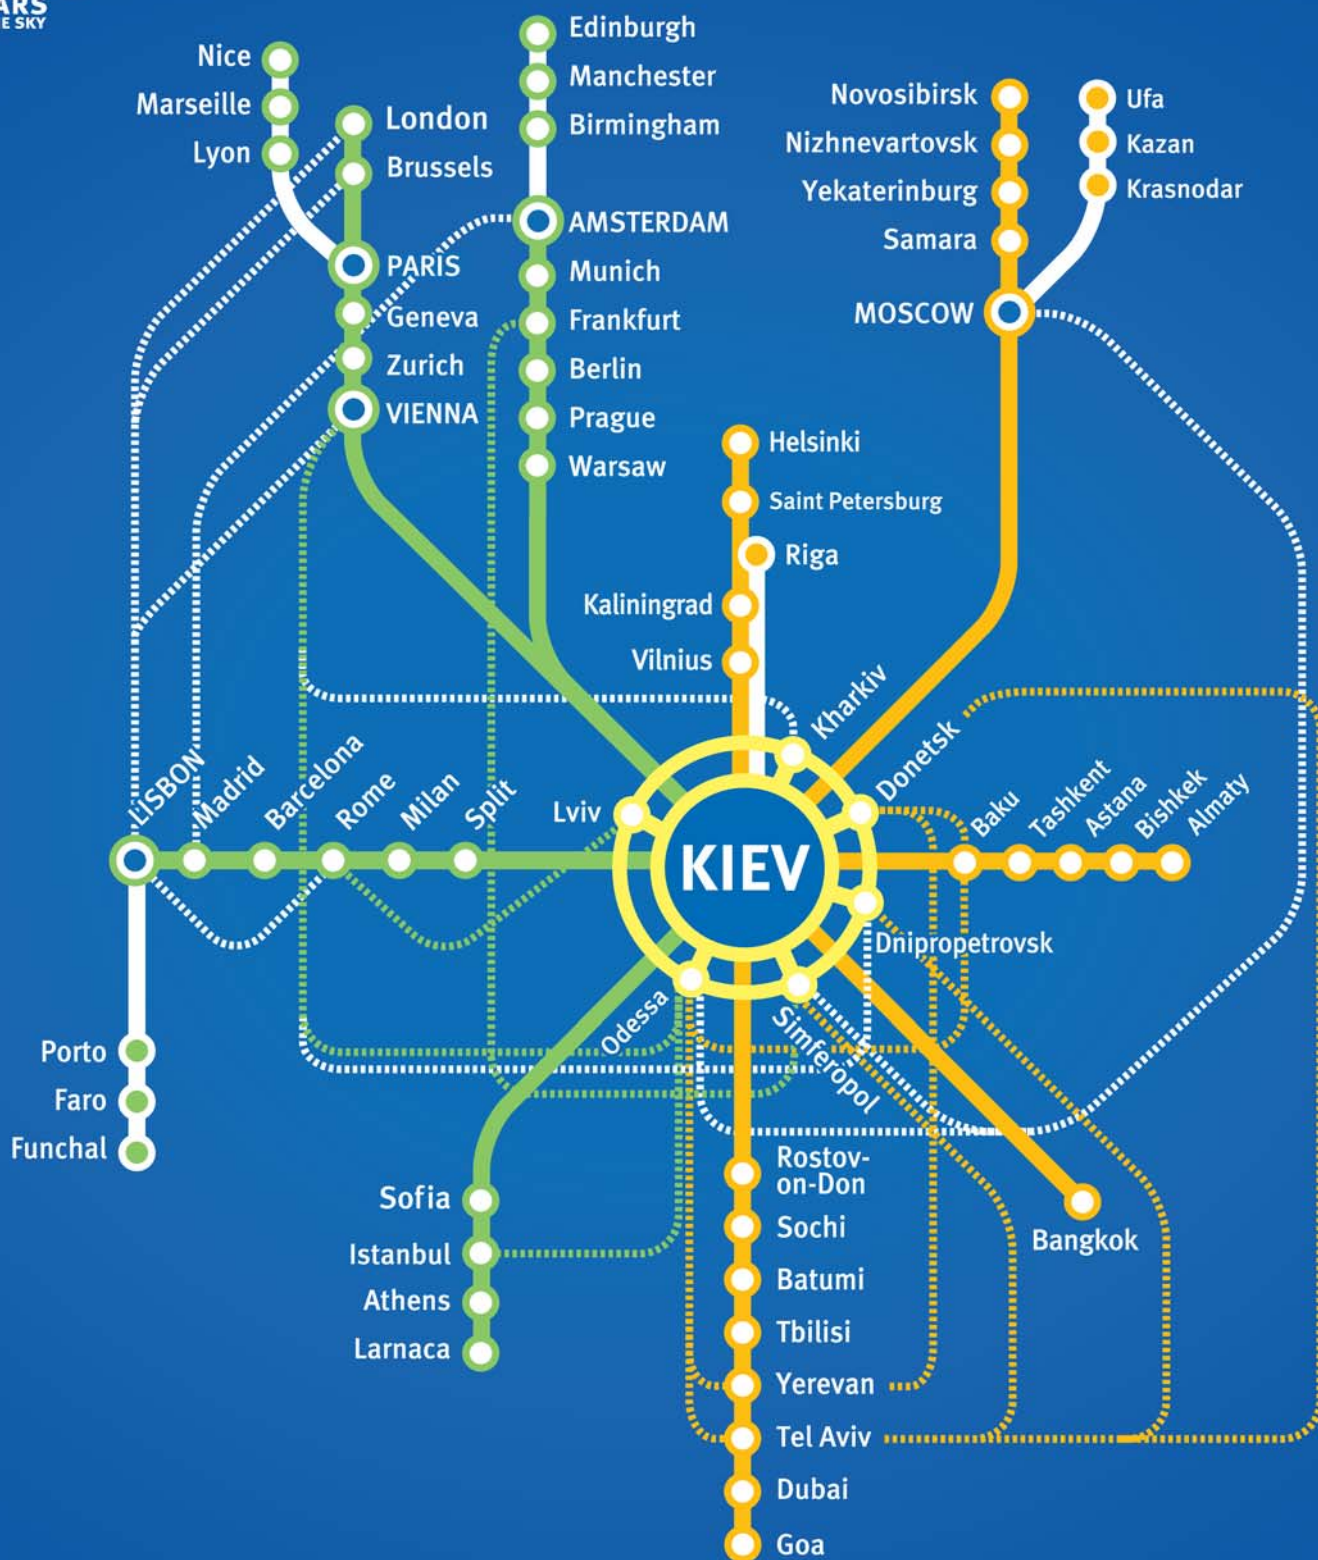 ARS
E SKY
Edinburgh
Nice
Manchester
Marseille
London
Birmingham
Lyon
Brussels
Novosibirsk
Ufa
Nizhnevartovsk
Kazan
Yekaterinburg
Krasnodar
Samara
MOSCOW
AMSTERDAM
PARIS
Munich
Geneva
Frankfurt
Zurich
Berlin
VIENNA
Prague
Warsaw
Helsinki
Saint Petersburg
Riga
Kaliningrad
Vilnius
Kharkiv
Donetsk
LISBON
Madrid
Barcelona
Rome
Milan
Split
Lviv
KIEV
Baku
Tashkent
Astana
Bishkek
Almaty
Dnipropetrovsk
Odessa
Simferopol
Porto
Faro
Funchal
Sofia
Istanbul
Athens
Larnaca
Rostov-
on-Don
Sochi
Batumi
Tbilisi
Yerevan
Tel Aviv
Dubai
Goa
Bangkok